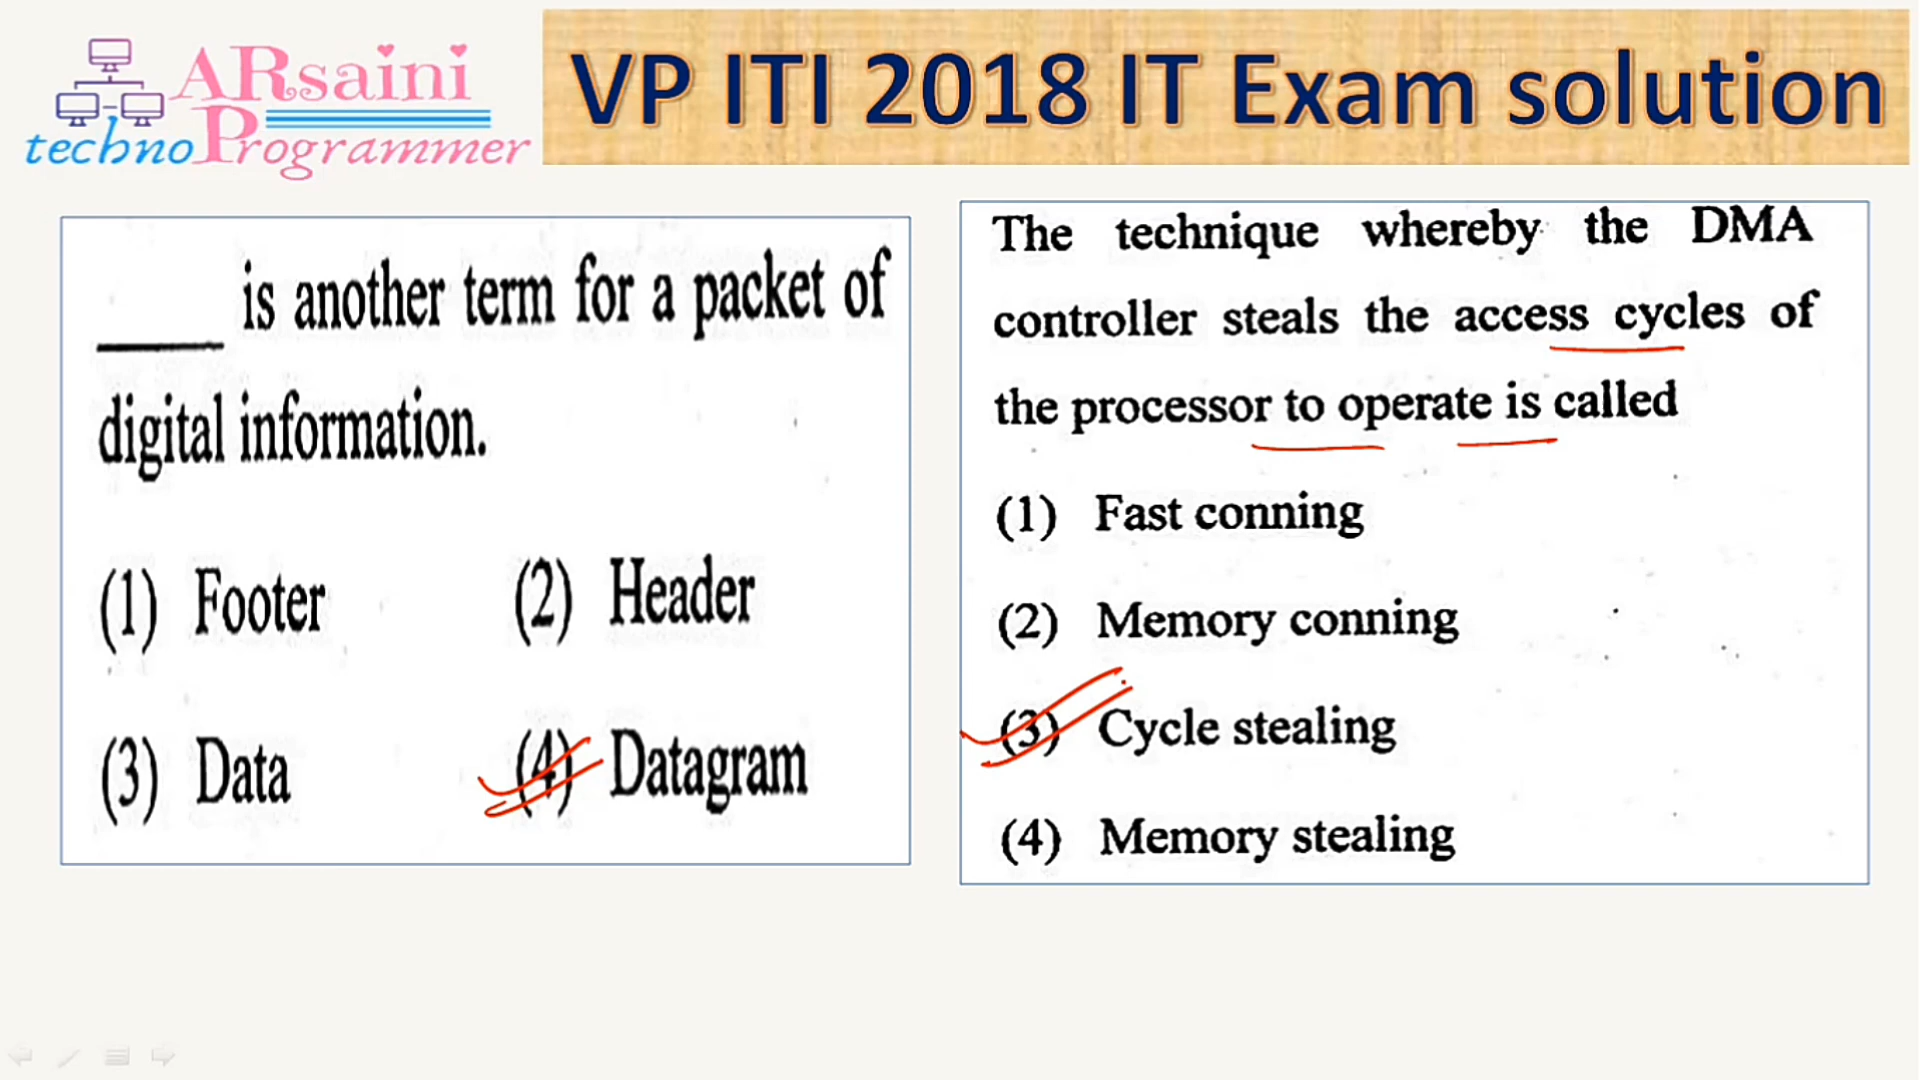 ARsaini
techno Programmer
VP ITI 2018 IT Exam solution
_____ is another term for a packet of
digital information.
(1) Footer (2) Header
(3) Data (4) Datagram
The technique whereby the DMA
controller steals the access cycles of
the processor to operate is called
(1) Fast conning
(2) Memory conning
(3) Cycle stealing
(4) Memory stealing